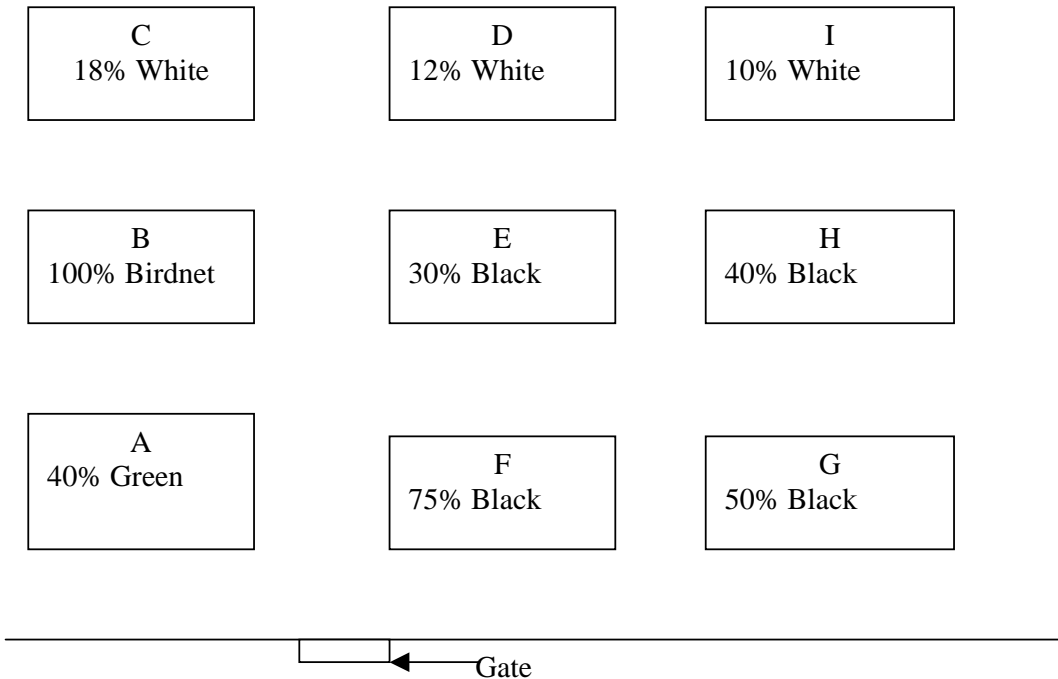 C
18% White
D
12% White
I
10% White
B
100% Birdnet
E
30% Black
H
40% Black
A
40% Green
F
75% Black
G
50% Black
Gate